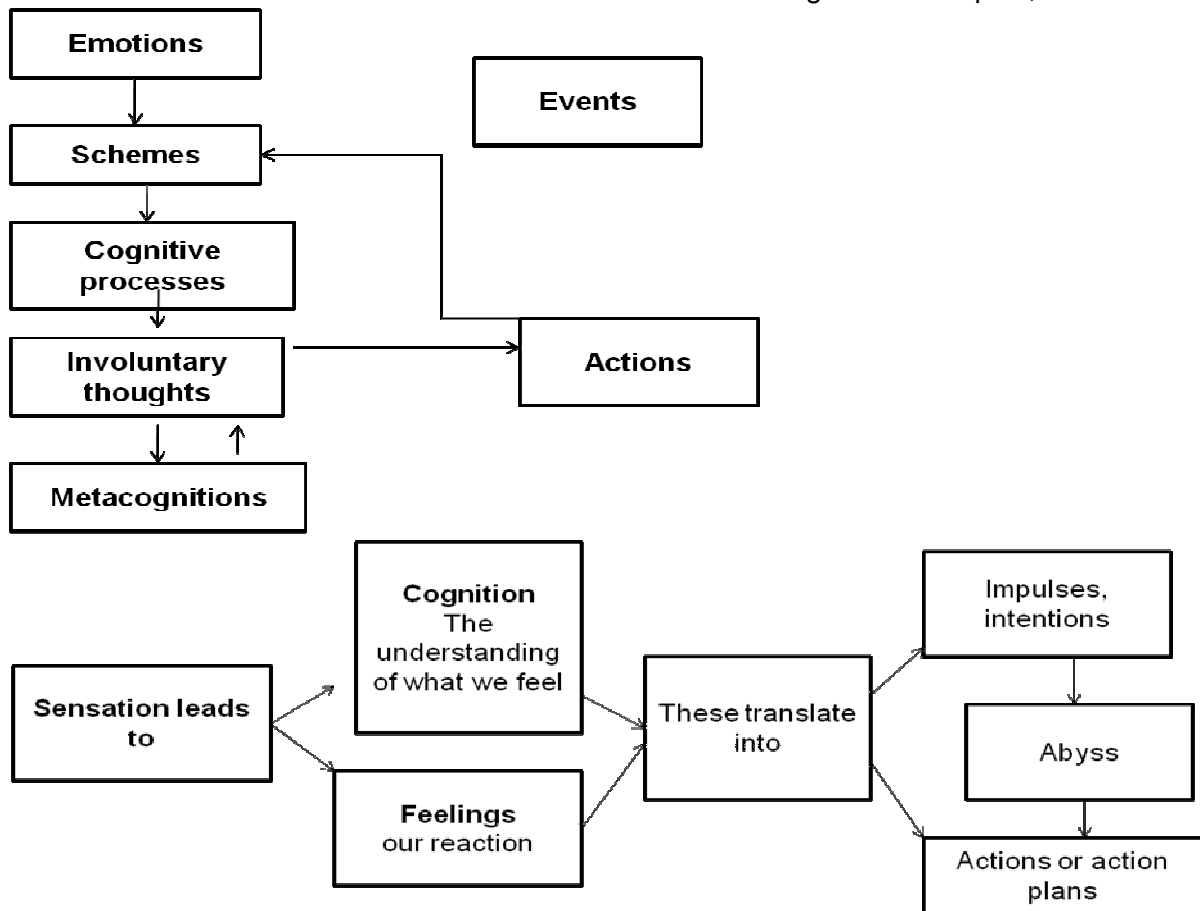 Emotions
Events
Schemes
Cognitive
processes
Involuntary
thoughts
Actions
Metacognitions
Cognition
The
understanding
of what we feel
Impulses,
intentions
Sensation leads
to
These translate
into
Abyss
Feelings
our reaction
Actions or action
plans